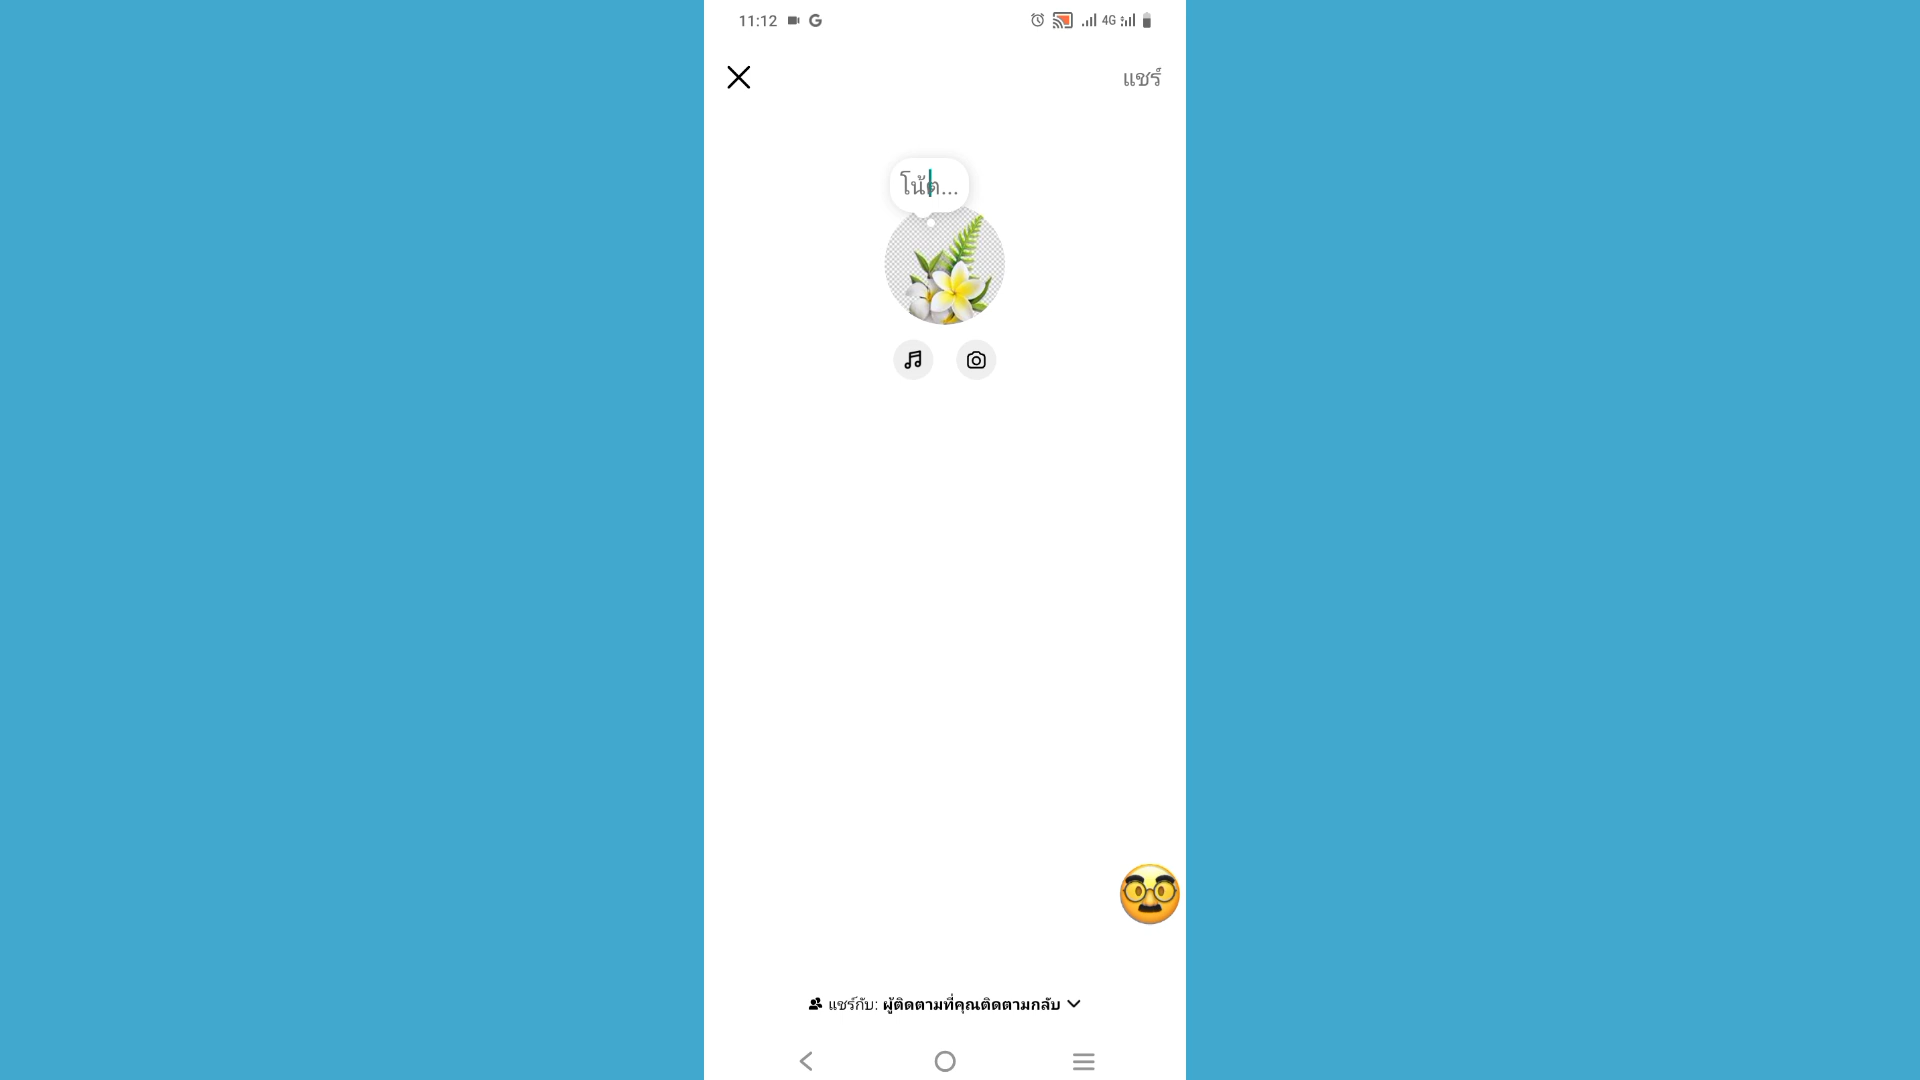 11:12 G 4G
แชร์
โน้ต...
แชร์กับ: ผู้ติดตามที่คุณติดตามกลับ